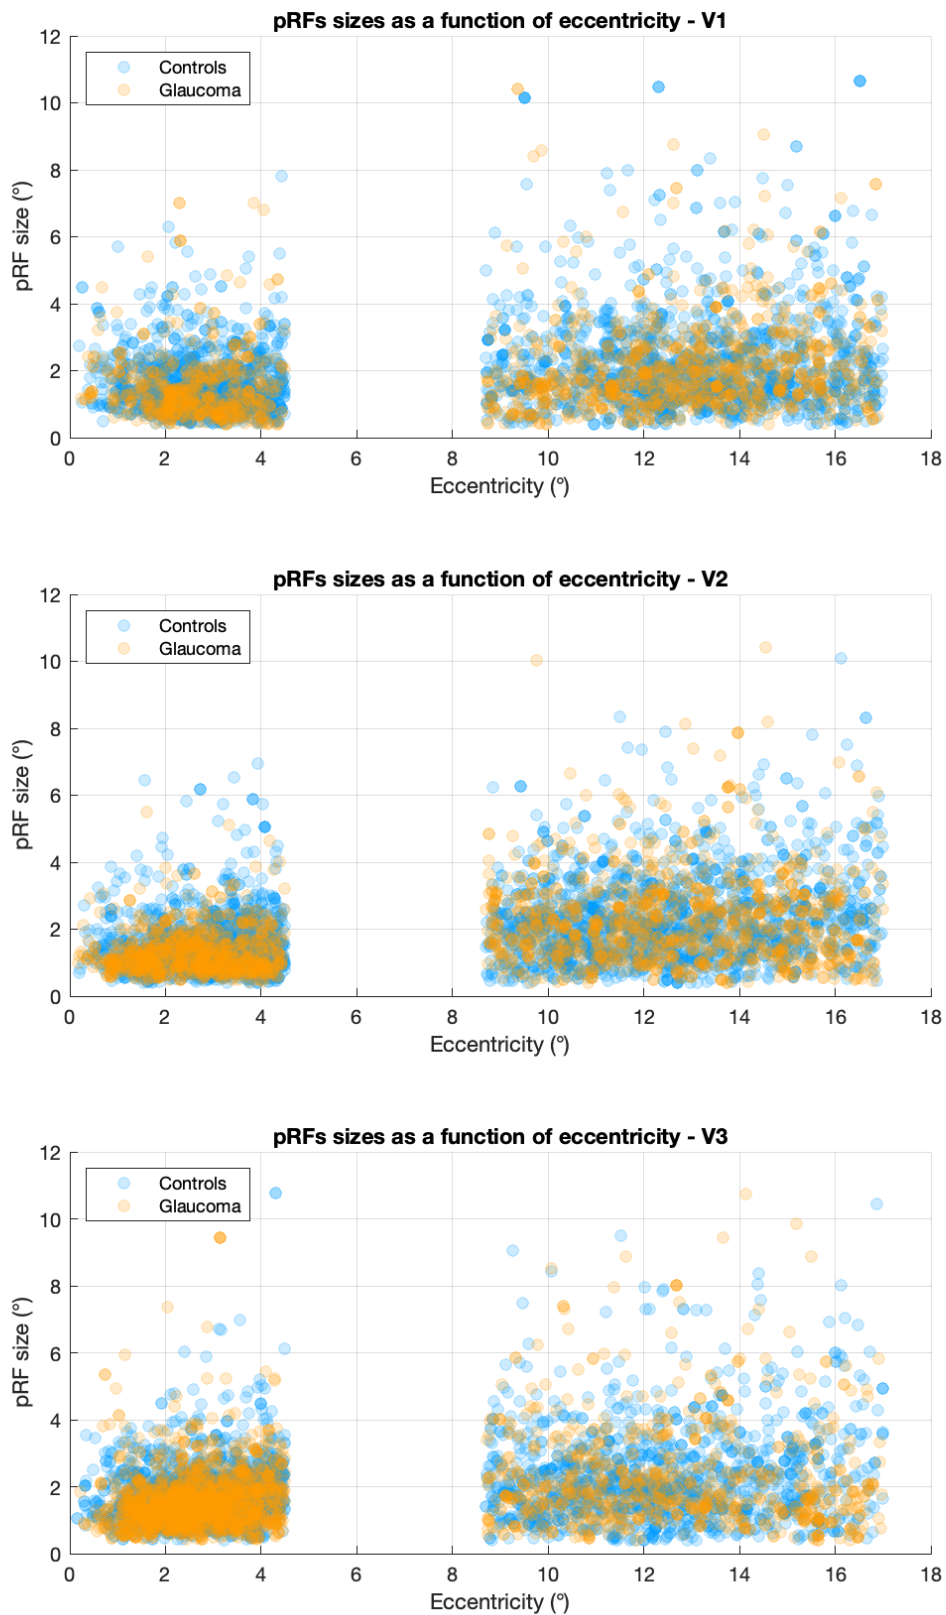 pRFs sizes as a function of eccentricity - V1
12
10
8
6
4
2
0
pRF size (°)
Controls
Glaucoma
0 2 4 6 8 10 12 14 16 18
Eccentricity (°)
pRFs sizes as a function of eccentricity - V2
12
10
8
6
4
2
0
pRF size (°)
Controls
Glaucoma
0 2 4 6 8 10 12 14 16 18
Eccentricity (°)
pRFs sizes as a function of eccentricity - V3
12
10
8
6
4
2
0
pRF size (°)
Controls
Glaucoma
0 2 4 6 8 10 12 14 16 18
Eccentricity (°)